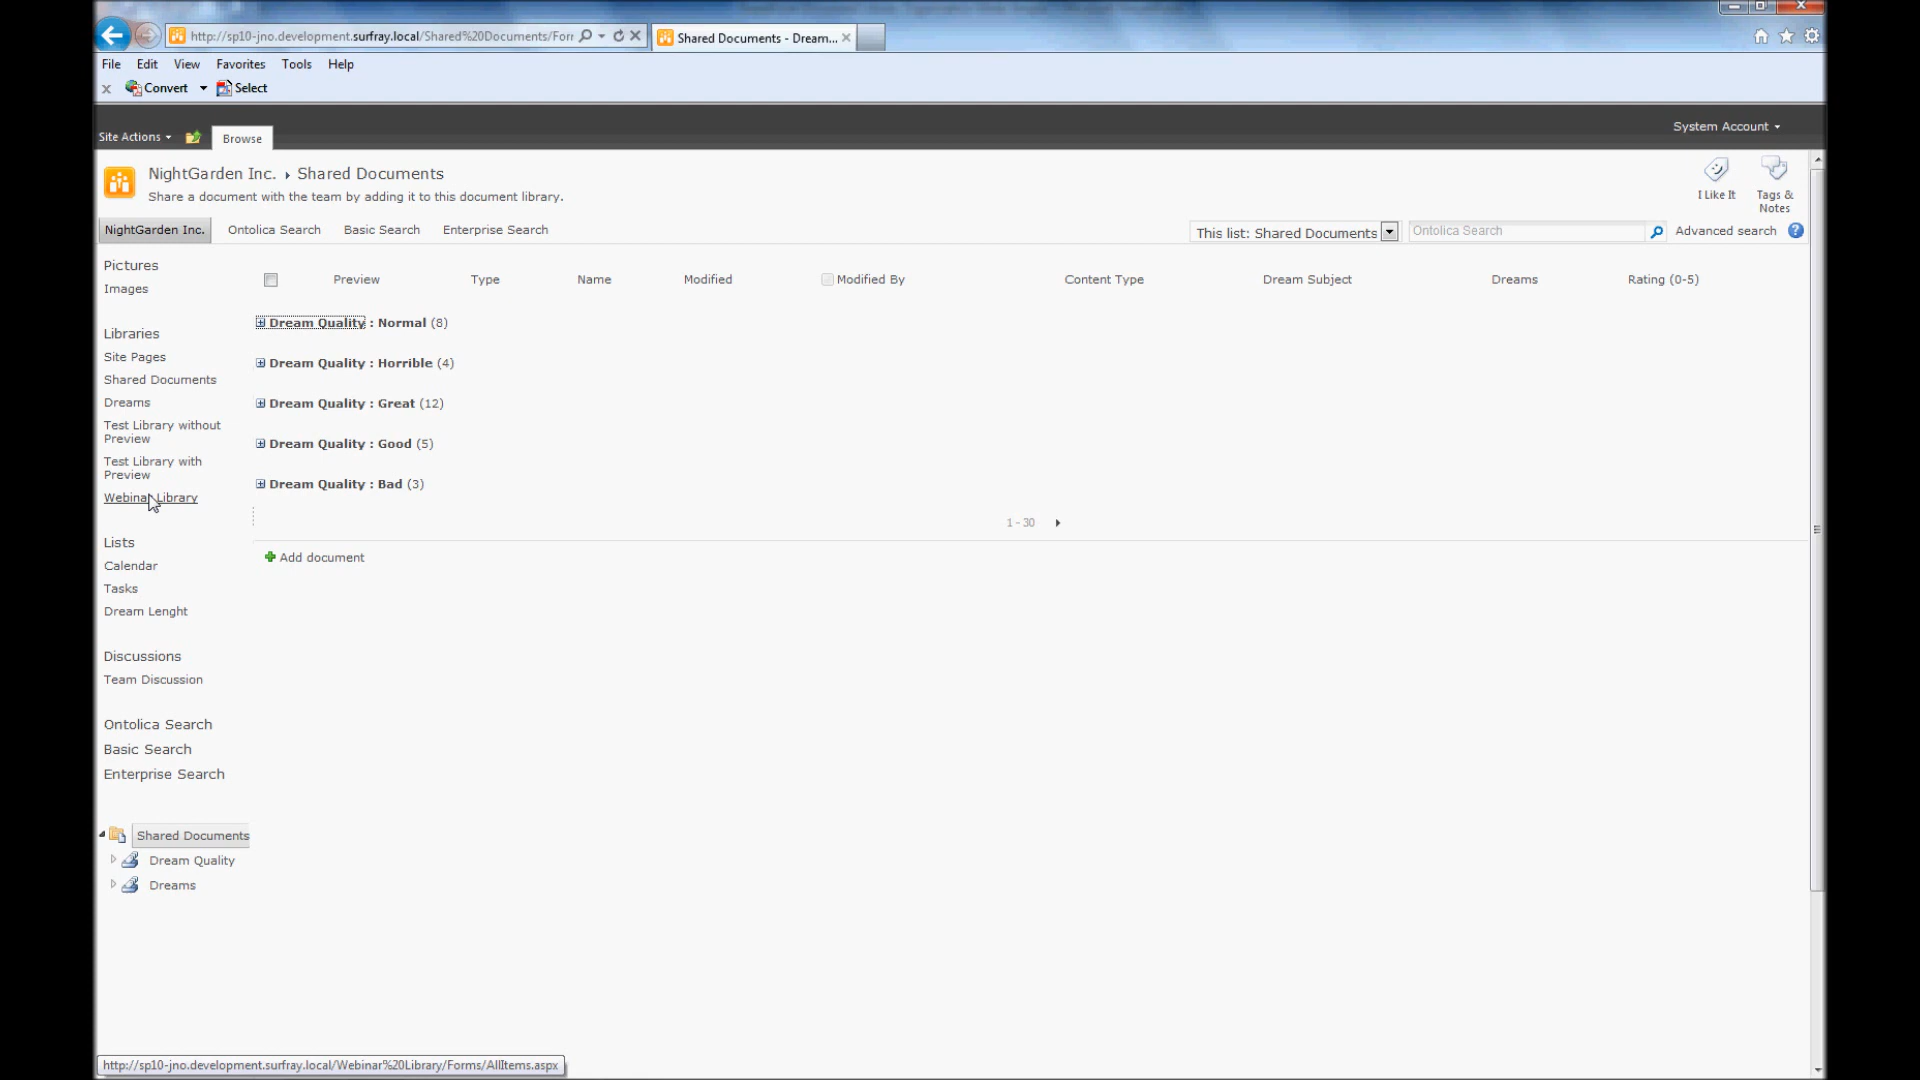 http://sp10-jno.development.surfray.local/Shared%20Documents/Forr
Shared Documents - Dream...
File Edit View Favorites Tools Help
x Convert Select
Site Actions Browse System Account
NightGarden Inc. Shared Documents
Share a document with the team by adding it to this document library.
I Like It
Tags &
Notes
NightGarden Inc. Ontolica Search Basic Search Enterprise Search This list: Shared Documents Ontolica Search Advanced search
Pictures
Images
Libraries
Site Pages
Shared Documents
Dreams
Test Library without
Preview
Test Library with
Preview
Webinar Library
Lists
Calendar
Tasks
Dream Lenght
Discussions
Team Discussion
Ontolica Search
Basic Search
Enterprise Search
Shared Documents
Dream Quality
Dreams
Preview Type Name Modified Modified By Content Type Dream Subject Dreams Rating (0-5)
Dream Quality : Normal (8)
Dream Quality : Horrible (4)
Dream Quality : Great (12)
Dream Quality : Good (5)
Dream Quality : Bad (3)
1 - 30
Add document
http://sp10-jno.development.surfray.local/Webinar%20Library/Forms/AllItems.aspx